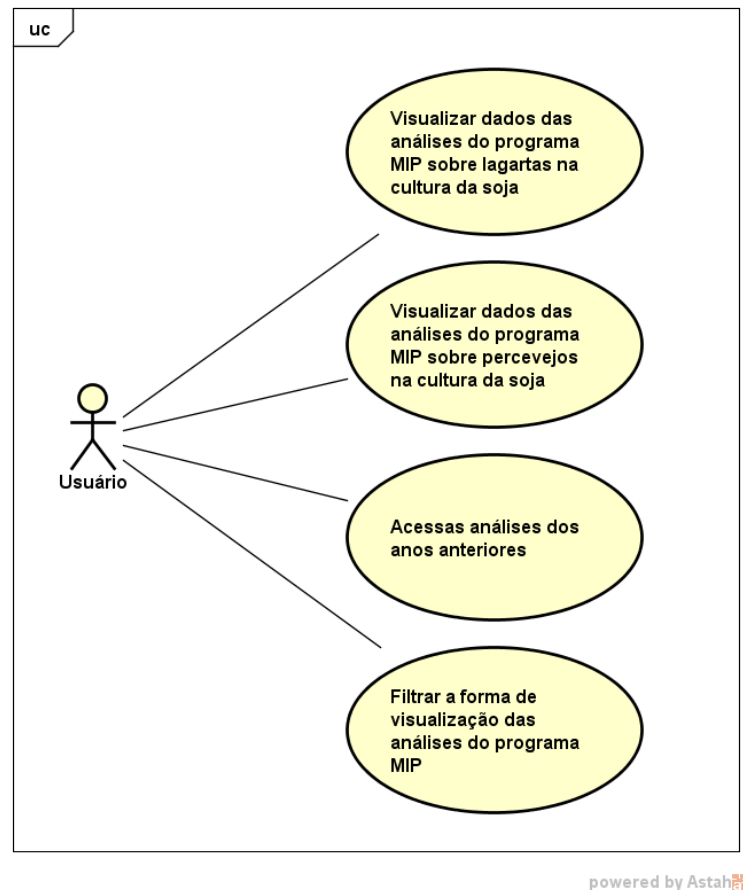 uc
Visualizar dados das
análises do programa
MIP sobre lagartas na
cultura da soja
Visualizar dados das
análises do programa
MIP sobre percevejos
na cultura da soja
Usuário
Acessas análises dos
anos anteriores
Filtrar a forma de
visualização das
análises do programa
MIP
powered by Astah